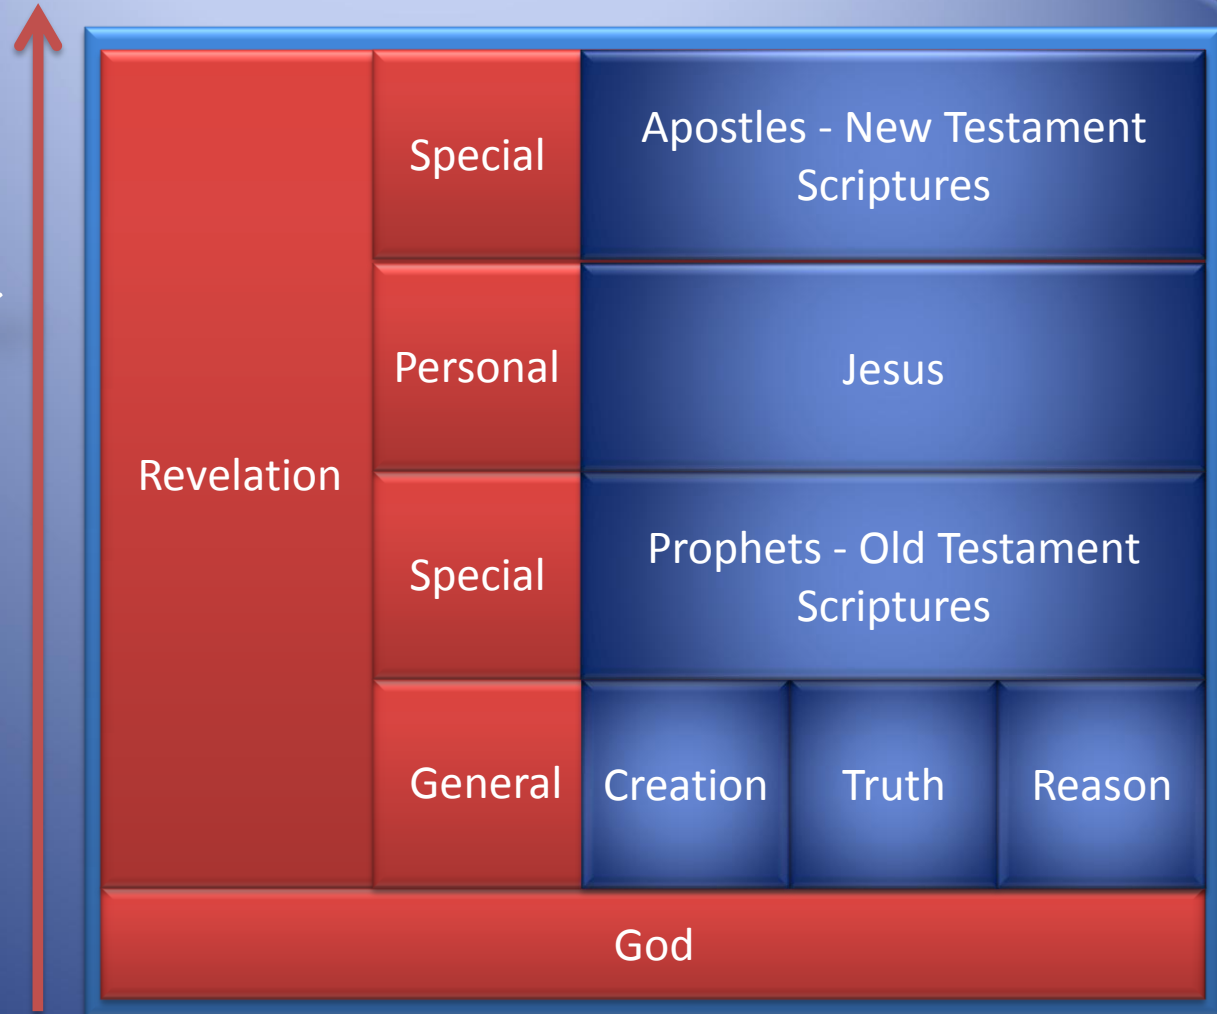 Revelation
Special
Apostles - New Testament
Scriptures
Personal
Jesus
Special
Prophets - Old Testament
Scriptures
General
Creation
Truth
Reason
God